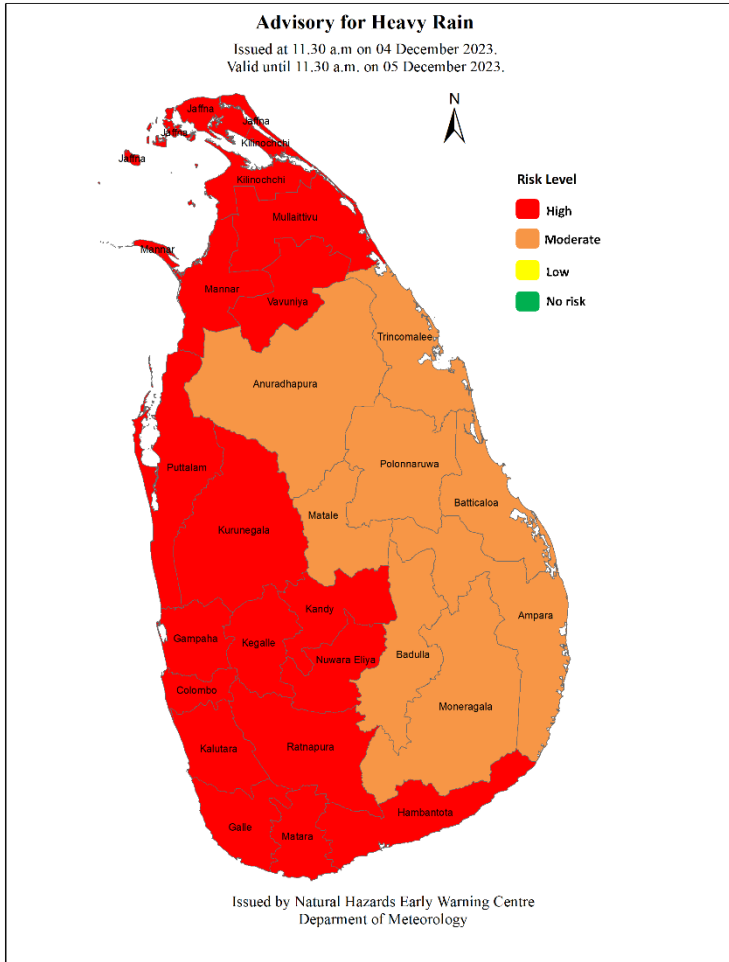 Advisory for Heavy Rain
Issued at 11.30 a.m on 04 December 2023.
Valid until 11.30 a.m. on 05 December 2023.
N
Jaffna
Jaffna
Jaffna
Kilinochchi
Jaffna
Kilinochchi
Risk Level
High
Mullaittivu
Moderate
Mannar
Low
Mannar
Vavuniya
No risk
Trincomalee
Anuradhapura
Puttalam
Polonnaruwa
Batticaloa
Matale
Kurunegala
Kandy
Ampara
Gampaha
Kegalle
Nuwara Eliya
Badulla
Colombo
Moneragala
Kalutara
Ratnapura
Hambantota
Galle
Matara
Issued by Natural Hazards Early Warning Centre
Deparment of Meteorology